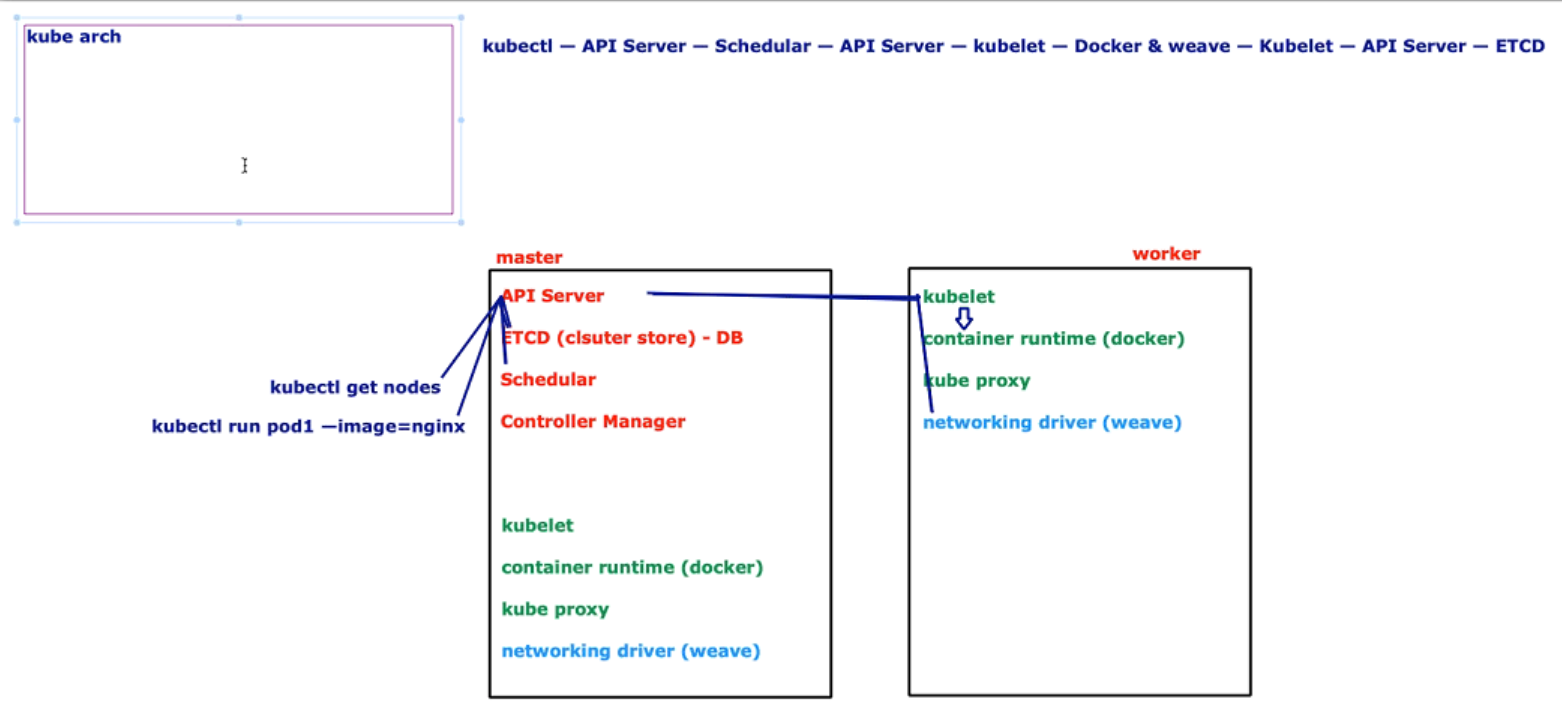 kube arch
kubectl — API Server — Schedular — API Server — kubelet — Docker & weave — Kubelet — API Server — ETCD
master
API Server
ETCD (clsuter store) - DB
Schedular
Controller Manager
kubelet
container runtime (docker)
kube proxy
networking driver (weave)
kubectl get nodes
kubectl run pod1 —image=nginx
worker
kubelet
container runtime (docker)
kube proxy
networking driver (weave)